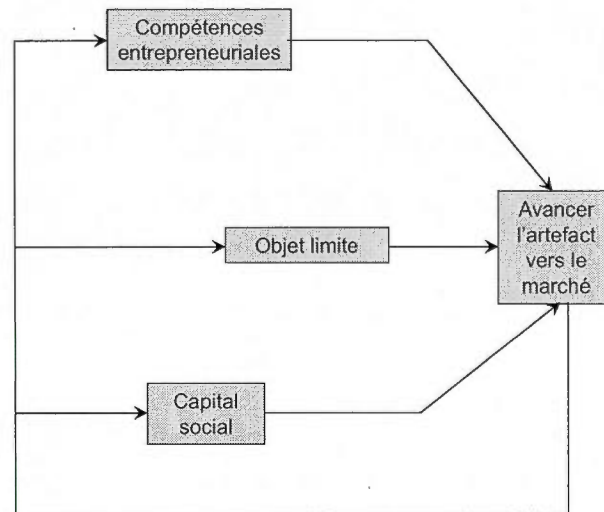 Compétences
entrepreneuriales
Objet limite
Avancer
l'artefact
vers le
marché
Capital
social